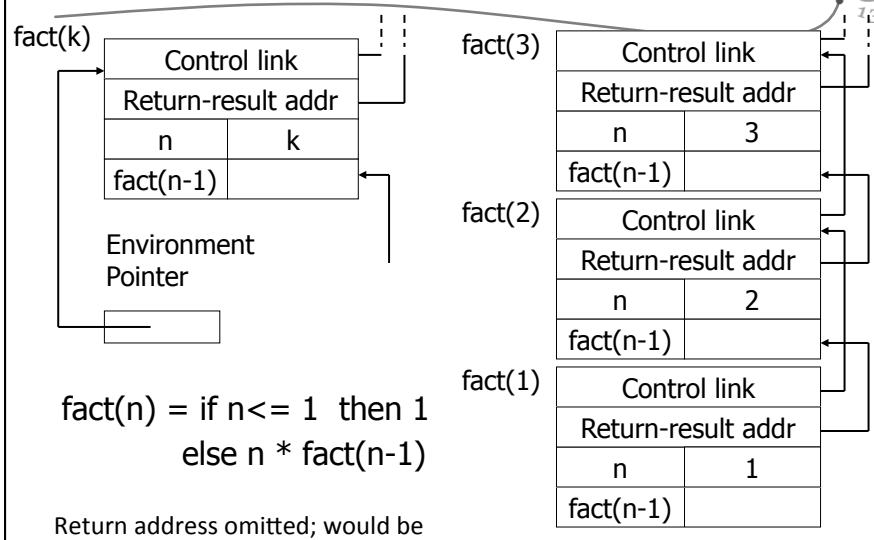 fact(k)
Control link
Return-result addr
n k
fact(n-1)
Environment
Pointer
fact(n) = if n<= 1 then 1
else n * fact(n-1)
Return address omitted; would be
fact(3)
Control link
Return-result addr
n 3
fact(n-1)
fact(2)
Control link
Return-result addr
n 2
fact(n-1)
fact(1)
Control link
Return-result addr
n 1
fact(n-1)